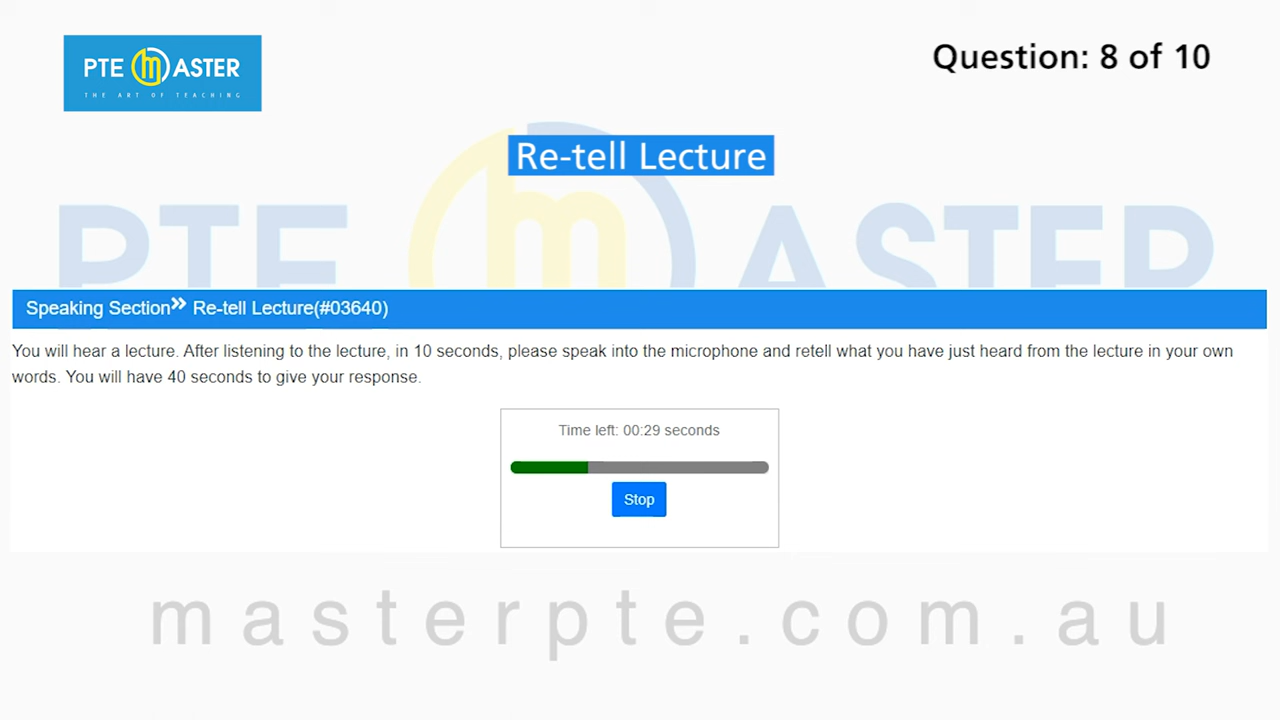 PTE MASTER
THE ART OF TEACHING
Question: 8 of 10
Re-tell Lecture
PTE MASTER
Speaking Section» Re-tell Lecture(#03640)
You will hear a lecture. After listening to the lecture, in 10 seconds, please speak into the microphone and retell what you have just heard from the lecture in your own
words. You will have 40 seconds to give your response.
Time left: 00:29 seconds
Stop
masterpte.com.au